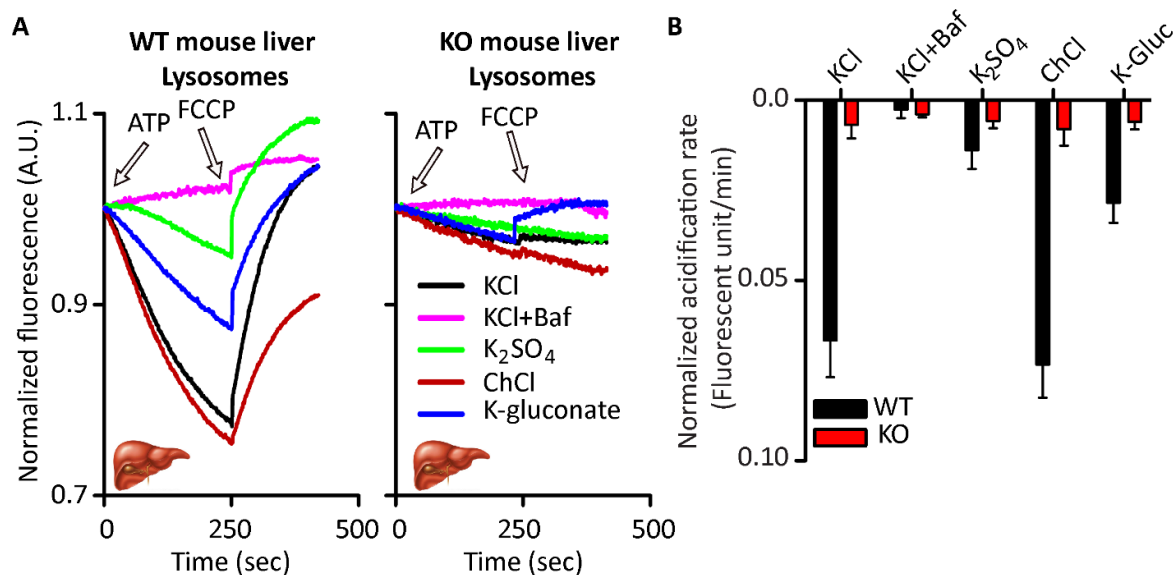 A
WT mouse liver
Lysosomes
KO mouse liver
Lysosomes
ATP
FCCP
ATP
FCCP
Normalized fluorescence (A.U.)
1.1
0.9
0.7
KCl
KCl+Baf
K₂SO₄
ChCl
K-gluconate
0
250
500
0
250
500
Time (sec)
Time (sec)
B
KCl
KCl+Baf
K₂SO₄
ChCl
K-Gluc
Normalized acidification rate
(Fluorescent unit/min)
0.0
0.05
0.10
WT
KO